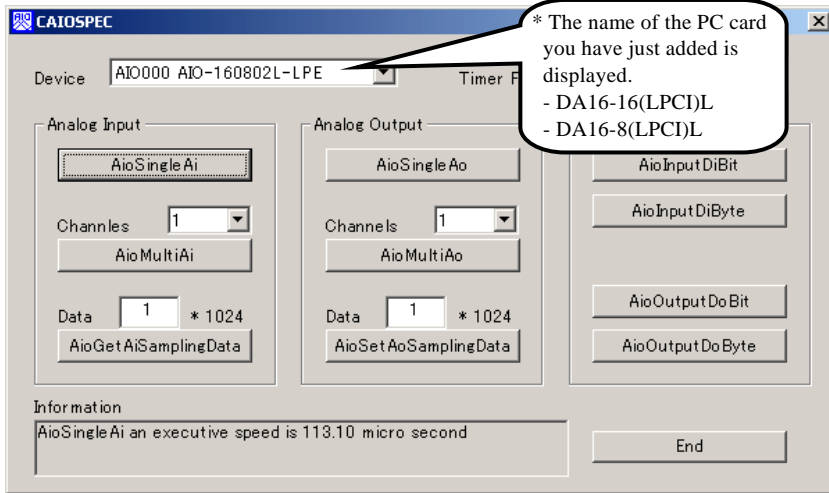 CAIOSPEC
* The name of the PC card
you have just added is
displayed.
- DA16-16(LPCI)L
- DA16-8(LPCI)L
Device AIO000 AIO-160802L-LPE Timer F
Analog Input
AioSingleAi
Channles 1
AioMultiAi
Data 1 * 1024
AioGetAiSamplingData
Analog Output
AioSingleAo
Channels 1
AioMultiAo
Data 1 * 1024
AioSetAoSamplingData
AioInputDiBit
AioInputDiByte
AioOutputDoBit
AioOutputDoByte
Information
AioSingleAi an executive speed is 113.10 micro second
End